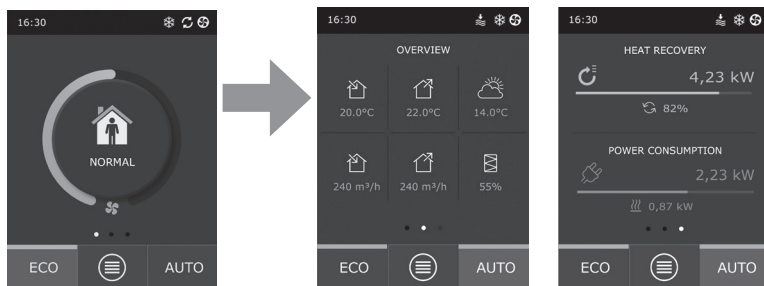 16:30
NORMAL
ECO
AUTO
16:30
OVERVIEW
20.0°C 22.0°C 14.0°C
240 m³/h 240 m³/h 55%
ECO
AUTO
16:30
HEAT RECOVERY
4,23 kW
82%
POWER CONSUMPTION
2,23 kW
0,87 kW
ECO
AUTO